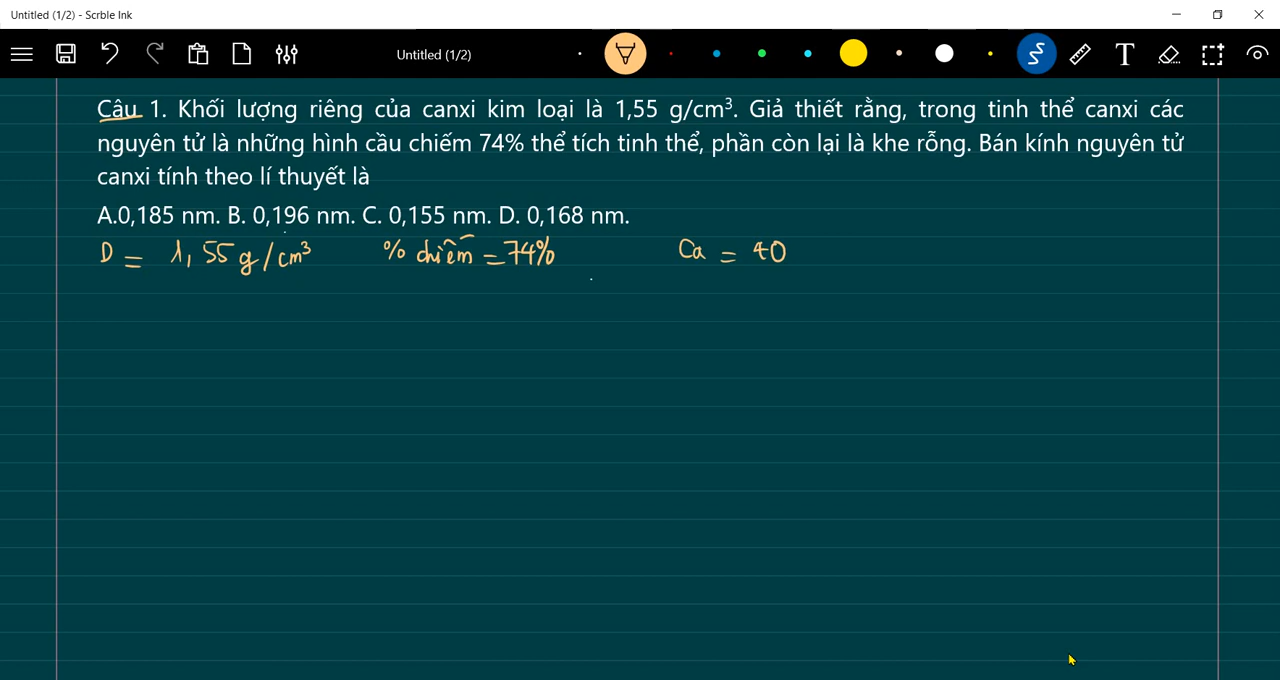 Untitled (1/2) - Scrble Ink
Untitled (1/2)
T
Câu 1. Khối lượng riêng của canxi kim loại là 1,55 g/cm³. Giả thiết rằng, trong tinh thể canxi các
nguyên tử là những hình cầu chiếm 74% thể tích tinh thể, phần còn lại là khe rỗng. Bán kính nguyên tử
canxi tính theo lí thuyết là
A.0,185 nm. B. 0,196 nm. C. 0,155 nm. D. 0,168 nm.
D = 1,55 g/cm³ % chiếm = 74% Ca = 40